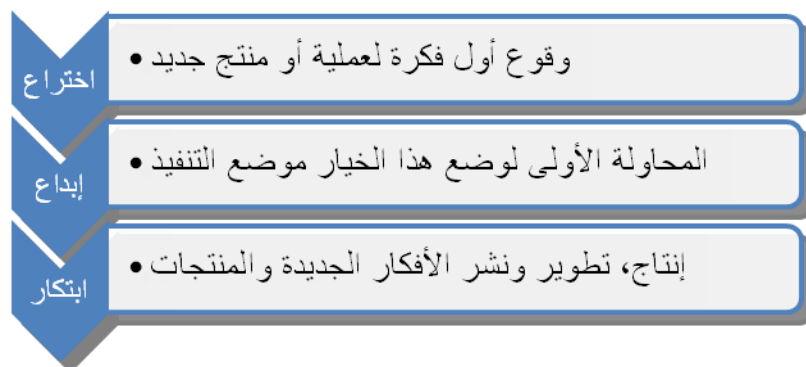 اختراع
وقوع أول فكرة لعملية أو منتج جديد •
إبداع
المحاولة الأولى لوضع هذا الخيار موضع التنفيذ •
ابتكار
إنتاج، تطوير ونشر الأفكار الجديدة والمنتجات •